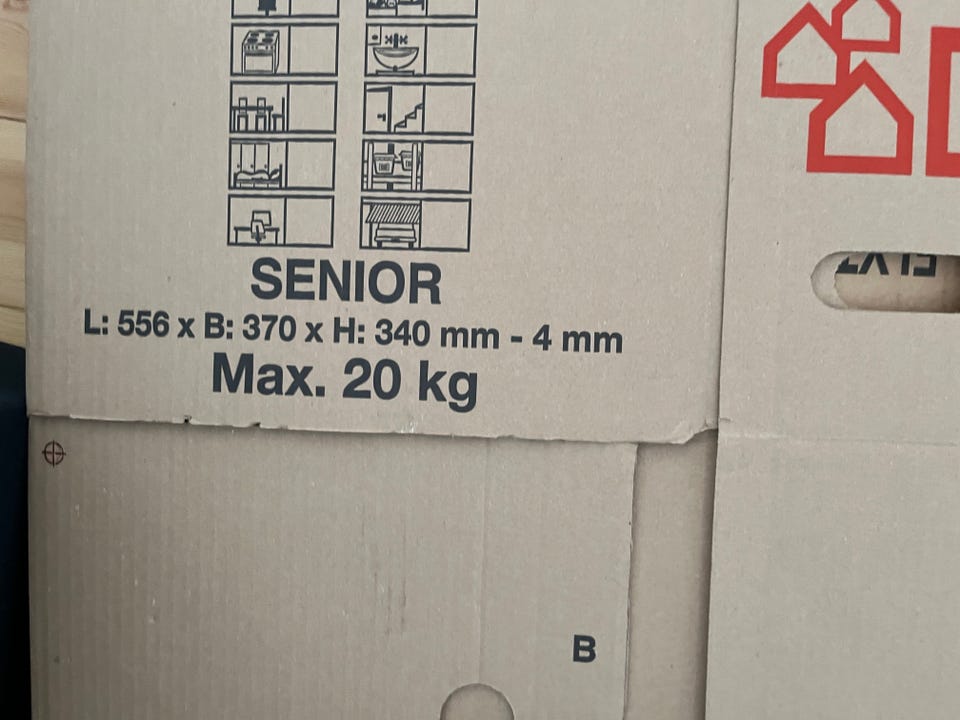 SENIOR
L: 556 x B: 370 x H: 340 mm - 4 mm
Max. 20 kg
B